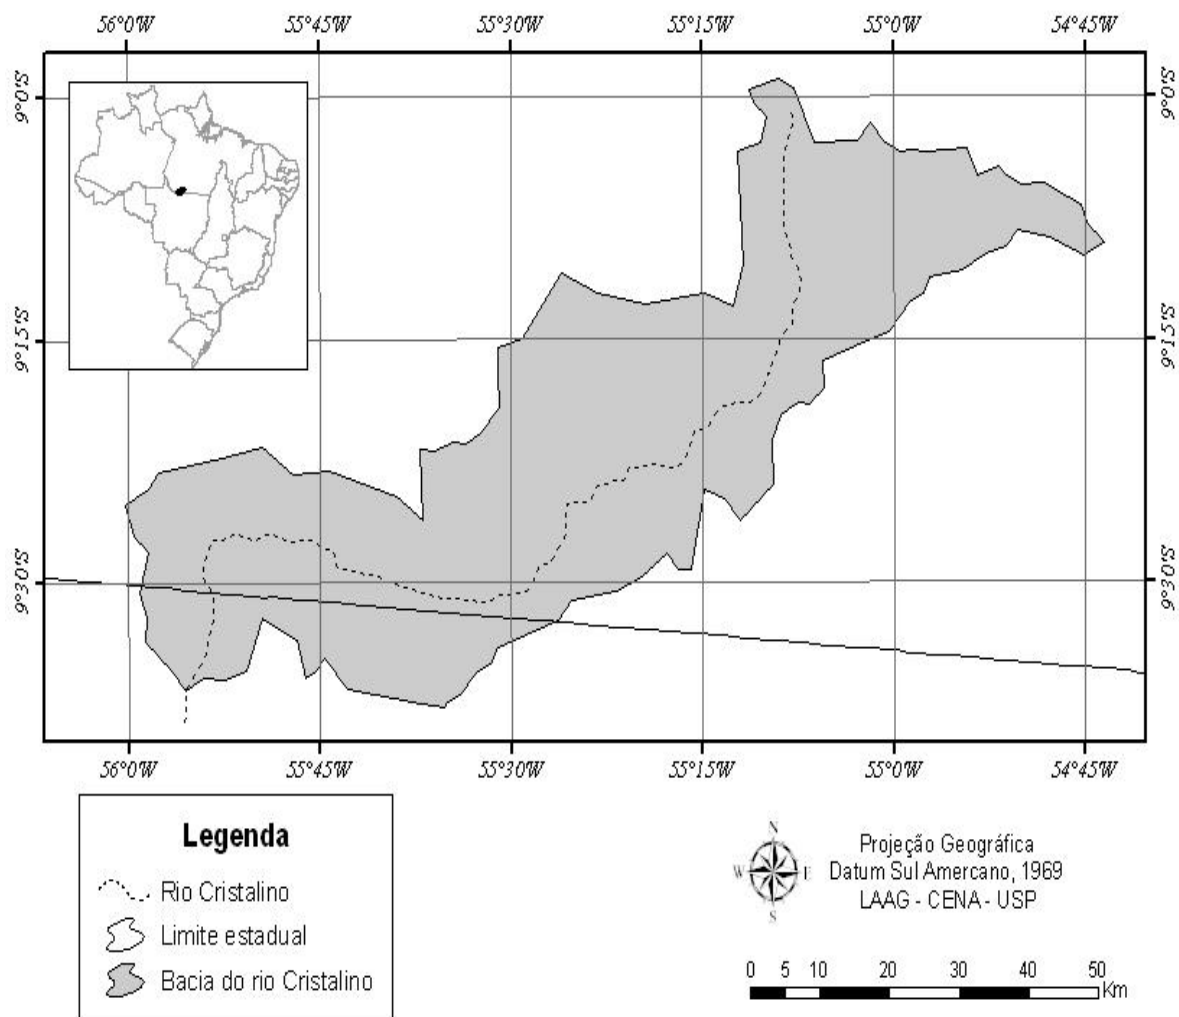 56°0'W 55°45'W 55°30'W 55°15'W 55°0'W 54°45'W
9°0'S 9°0'S
9°15'S 9°15'S
9°30'S 9°30'S
56°0'W 55°45'W 55°30'W 55°15'W 55°0'W 54°45'W
Legenda
Rio Cristalino
Limite estadual
Bacia do rio Cristalino
N
W E
S
Projeção Geográfica
Datum Sul Amercano, 1969
LAAG - CENA - USP
0 5 10 20 30 40 50
Km